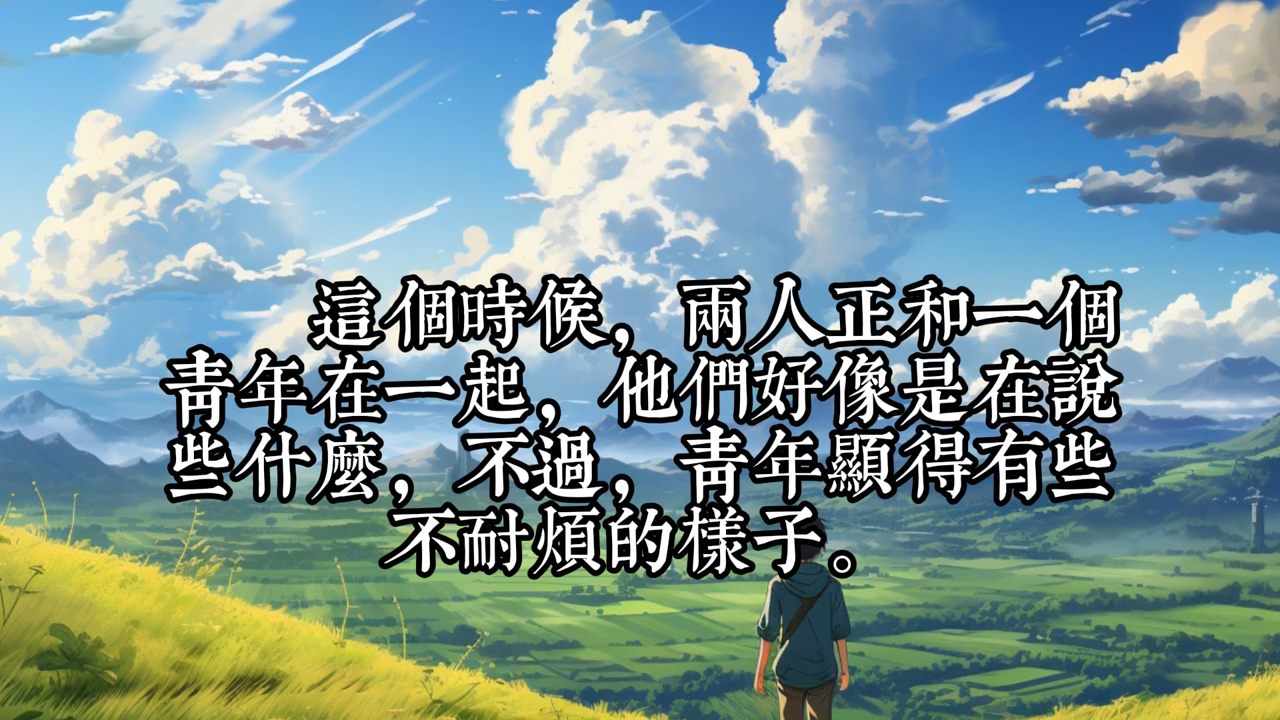 這個時候，兩人正和一個
青年在一起，他們好像是在說
些什麼，不過，青年顯得有些
不耐煩的樣子。